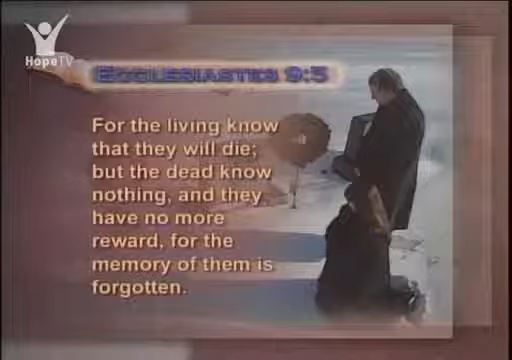 HopeTV
ECCLESIASTES 9:5
For the living know
that they will die;
but the dead know
nothing, and they
have no more
reward, for the
memory of them is
forgotten.